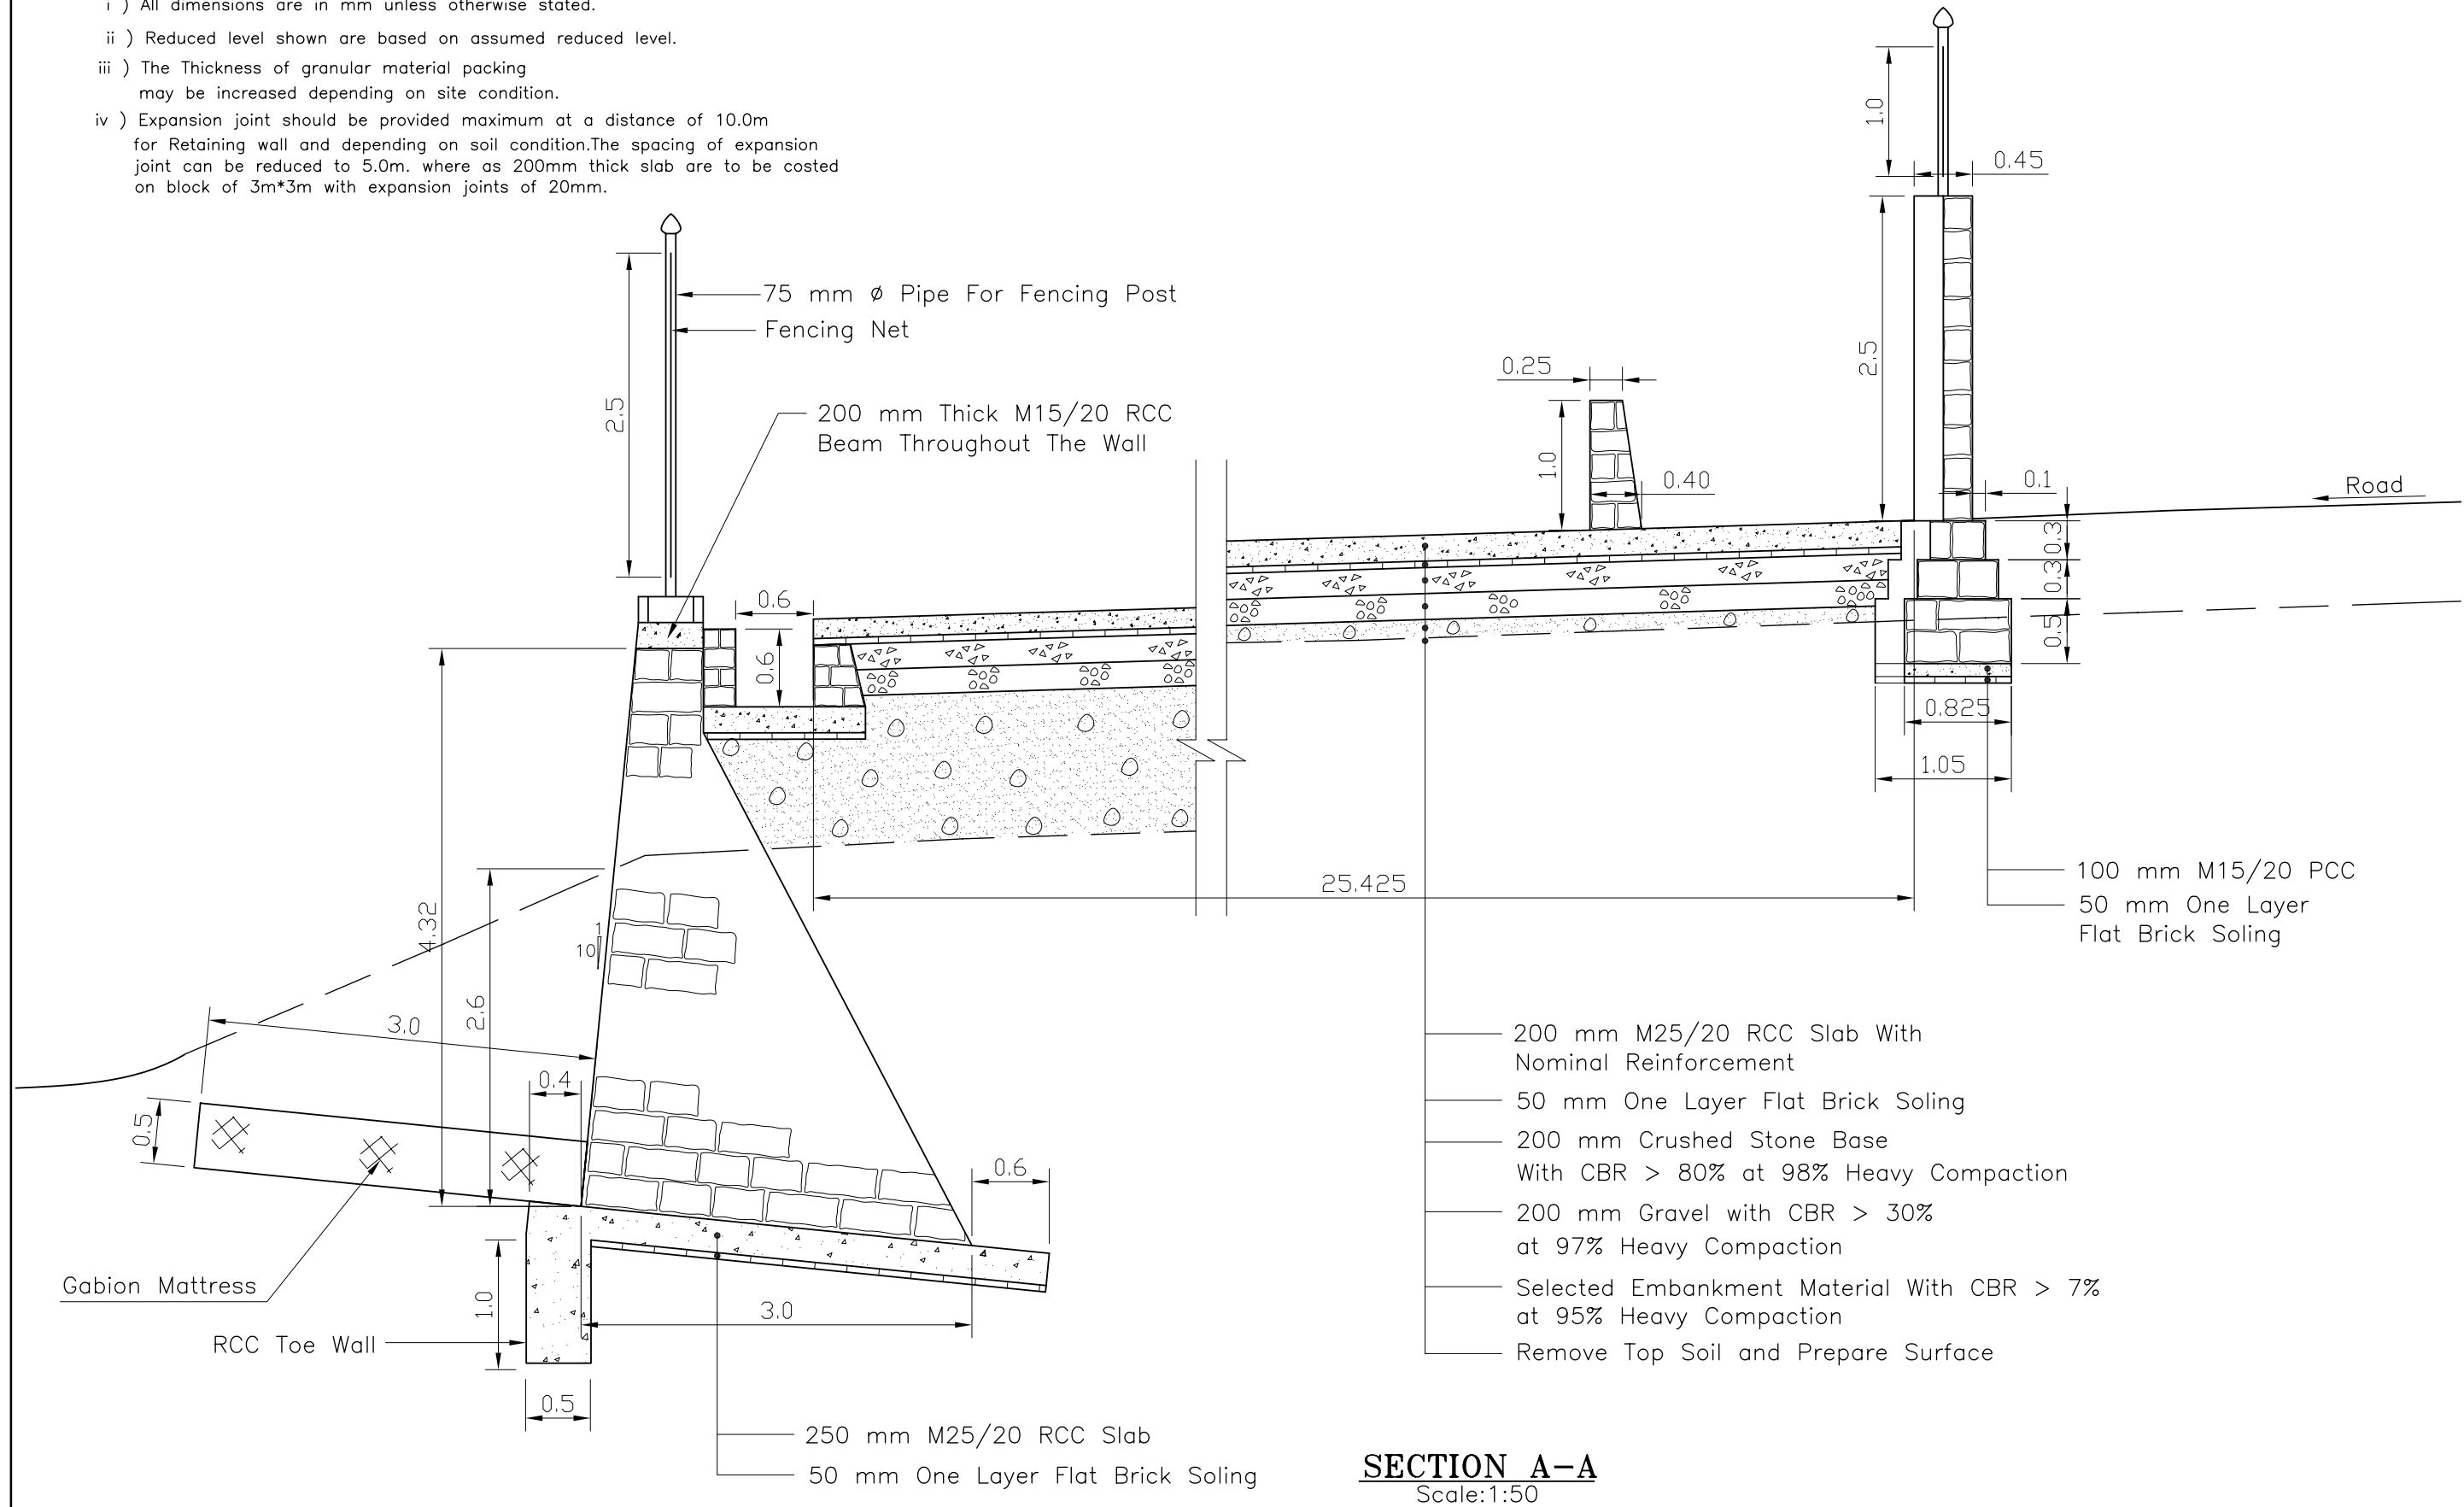 i ) All dimensions are in mm unless otherwise stated.
ii ) Reduced level shown are based on assumed reduced level.
iii ) The Thickness of granular material packing
may be increased depending on site condition.
iv ) Expansion joint should be provided maximum at a distance of 10.0m
for Retaining wall and depending on soil condition.The spacing of expansion
joint can be reduced to 5.0m. where as 200mm thick slab are to be costed
on block of 3m*3m with expansion joints of 20mm.
1.0
0.45
2.5
75 mm ø Pipe For Fencing Post
Fencing Net
2.5
200 mm Thick M15/20 RCC
Beam Throughout The Wall
0.25
1.0
0.40
0.1
Road
0.3
0.3
0.5
0.6
0.6
0.825
1.05
25.425
100 mm M15/20 PCC
50 mm One Layer
Flat Brick Soling
4.32
2.6
1
10
3.0
0.4
0.5
0.6
Gabion Mattress
1.0
3.0
RCC Toe Wall
0.5
200 mm M25/20 RCC Slab With
Nominal Reinforcement
50 mm One Layer Flat Brick Soling
200 mm Crushed Stone Base
With CBR > 80% at 98% Heavy Compaction
200 mm Gravel with CBR > 30%
at 97% Heavy Compaction
Selected Embankment Material With CBR > 7%
at 95% Heavy Compaction
Remove Top Soil and Prepare Surface
250 mm M25/20 RCC Slab
50 mm One Layer Flat Brick Soling
SECTION A-A
Scale:1:50